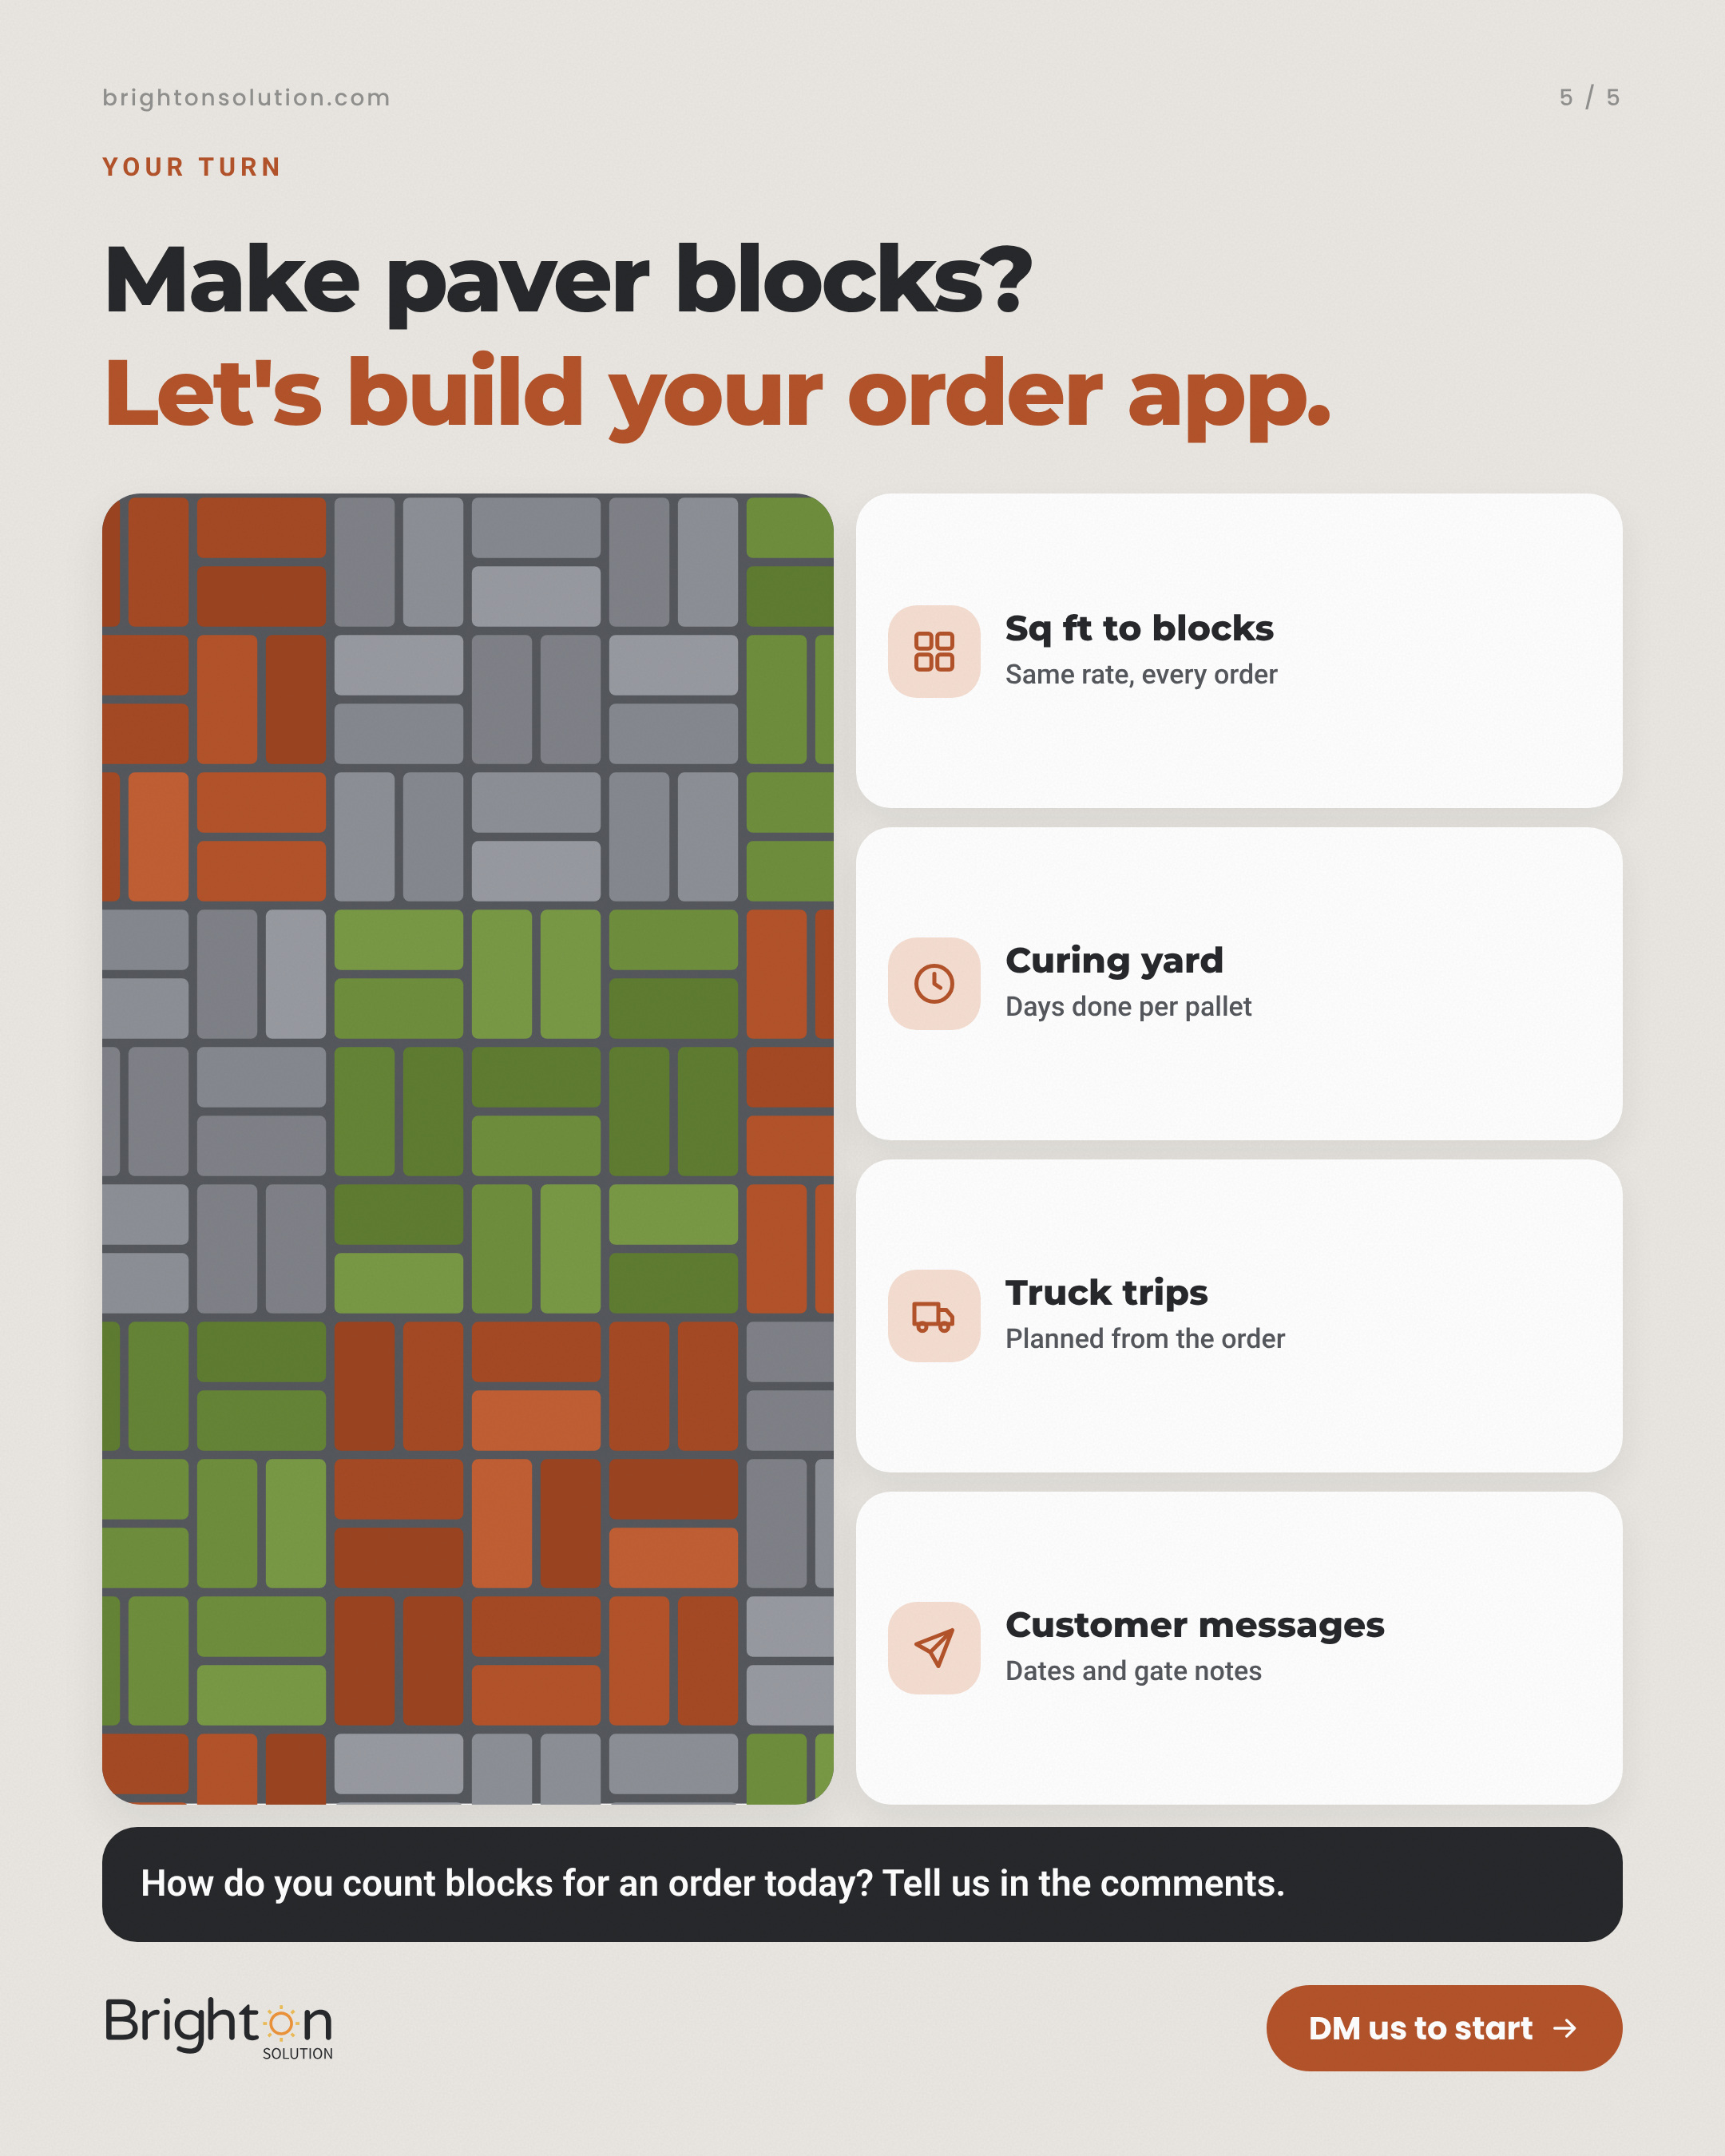 brightonsolution.com
5 / 5
YOUR TURN
Make paver blocks?
Let's build your order app.
Sq ft to blocks
Same rate, every order
Curing yard
Days done per pallet
Truck trips
Planned from the order
Customer messages
Dates and gate notes
How do you count blocks for an order today? Tell us in the comments.
Brighton
SOLUTION
DM us to start →